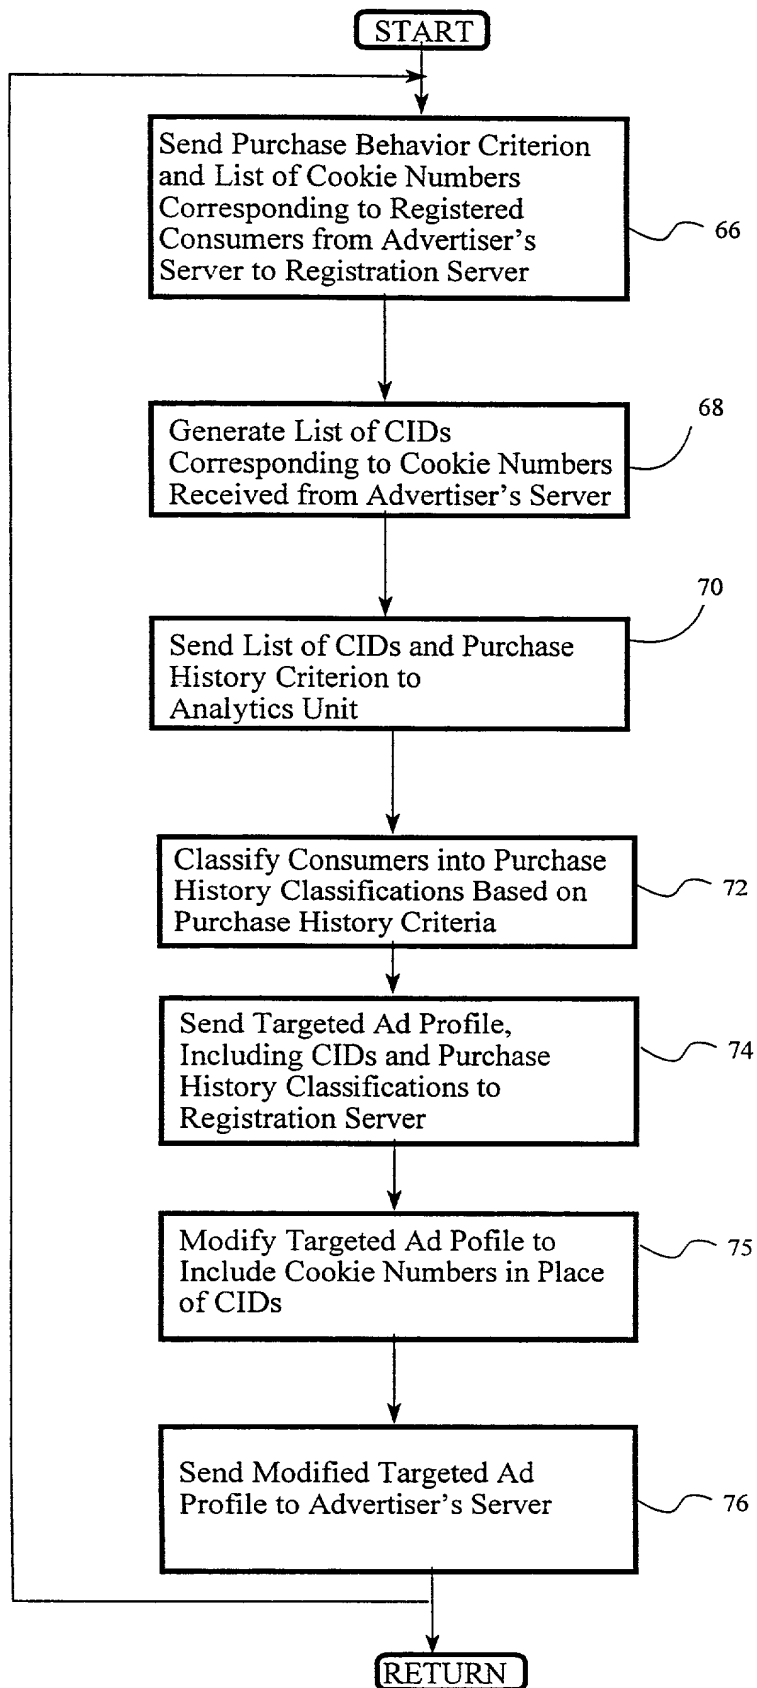 START
Send Purchase Behavior Criterion
and List of Cookie Numbers
Corresponding to Registered
Consumers from Advertiser's
Server to Registration Server
66
68
Generate List of CIDs
Corresponding to Cookie Numbers
Received from Advertiser's Server
70
Send List of CIDs and Purchase
History Criterion to
Analytics Unit
Classify Consumers into Purchase
History Classifications Based on
Purchase History Criteria
72
Send Targeted Ad Profile,
Including CIDs and Purchase
History Classifications to
Registration Server
74
Modify Targeted Ad Pofile to
Include Cookie Numbers in Place
of CIDs
75
Send Modified Targeted Ad
Profile to Advertiser's Server
76
RETURN